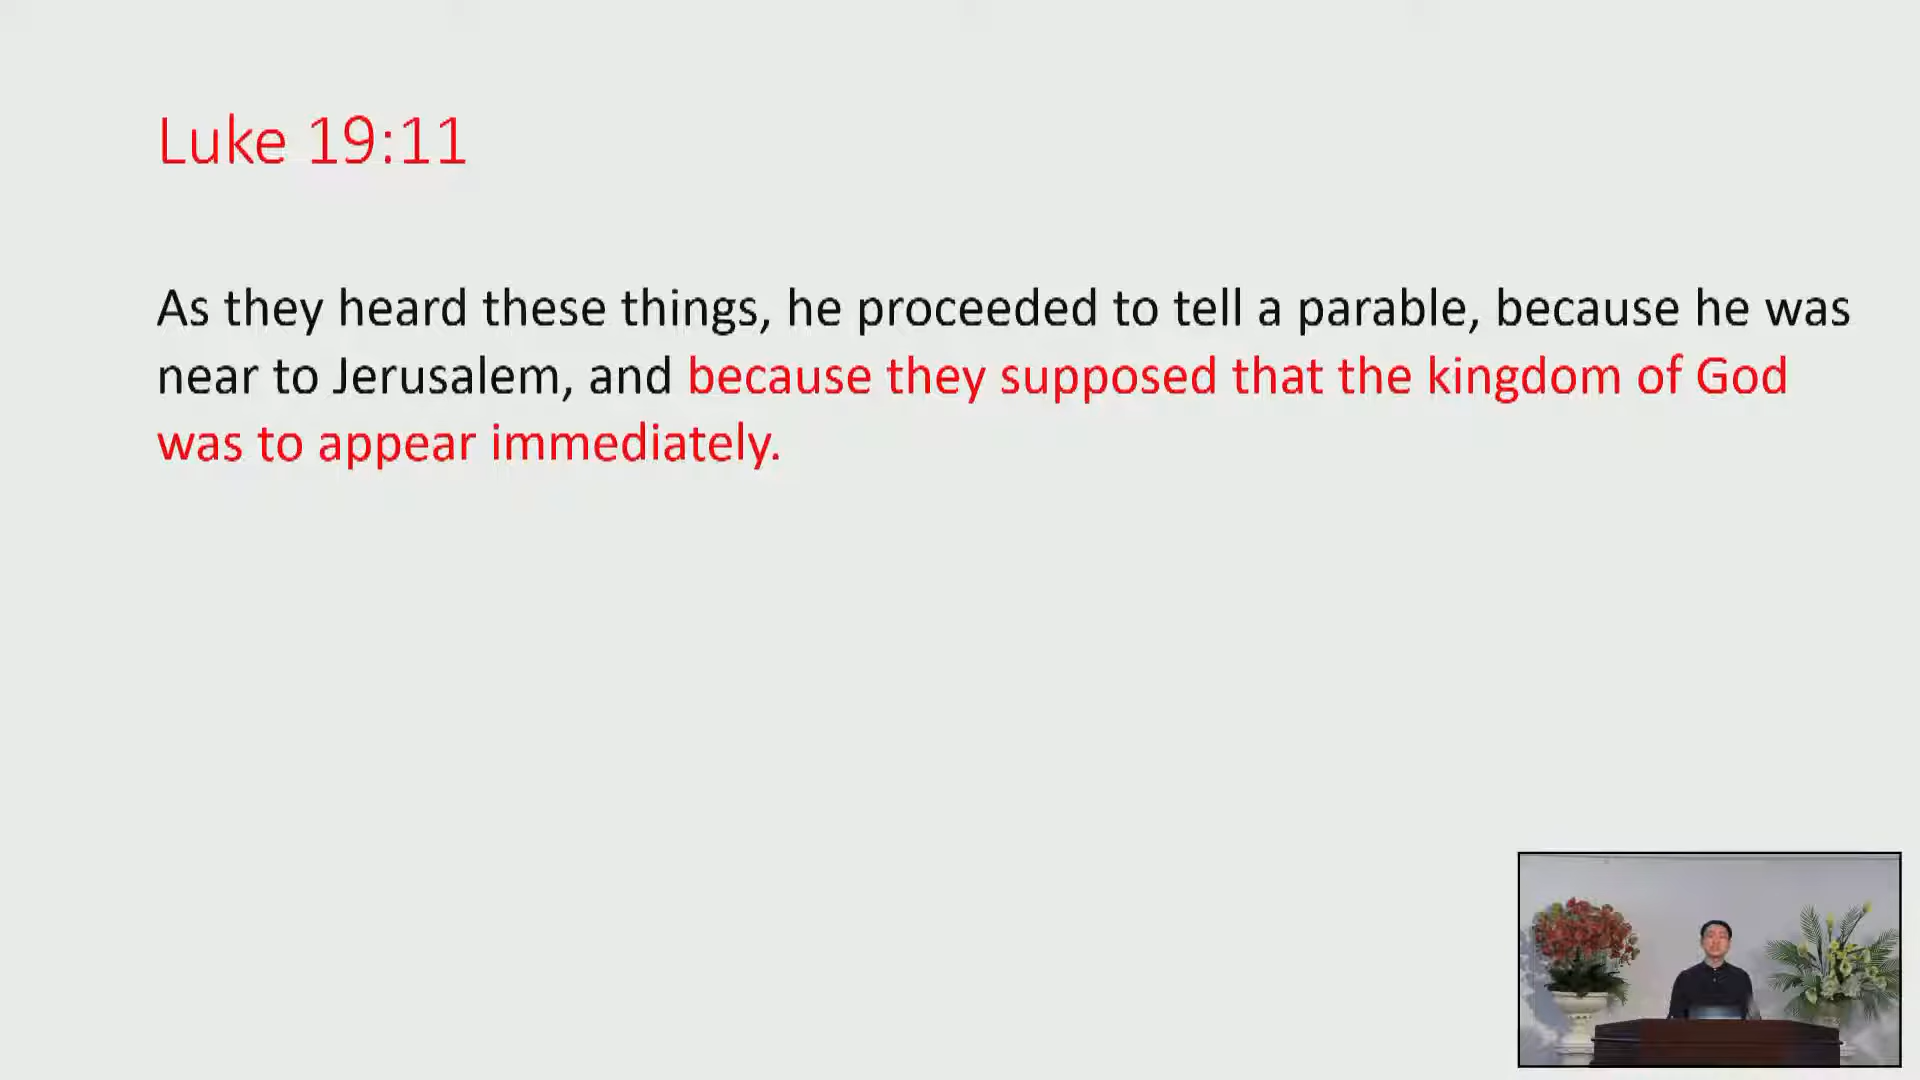 Luke 19:11
As they heard these things, he proceeded to tell a parable, because he was
near to Jerusalem, and because they supposed that the kingdom of God
was to appear immediately.